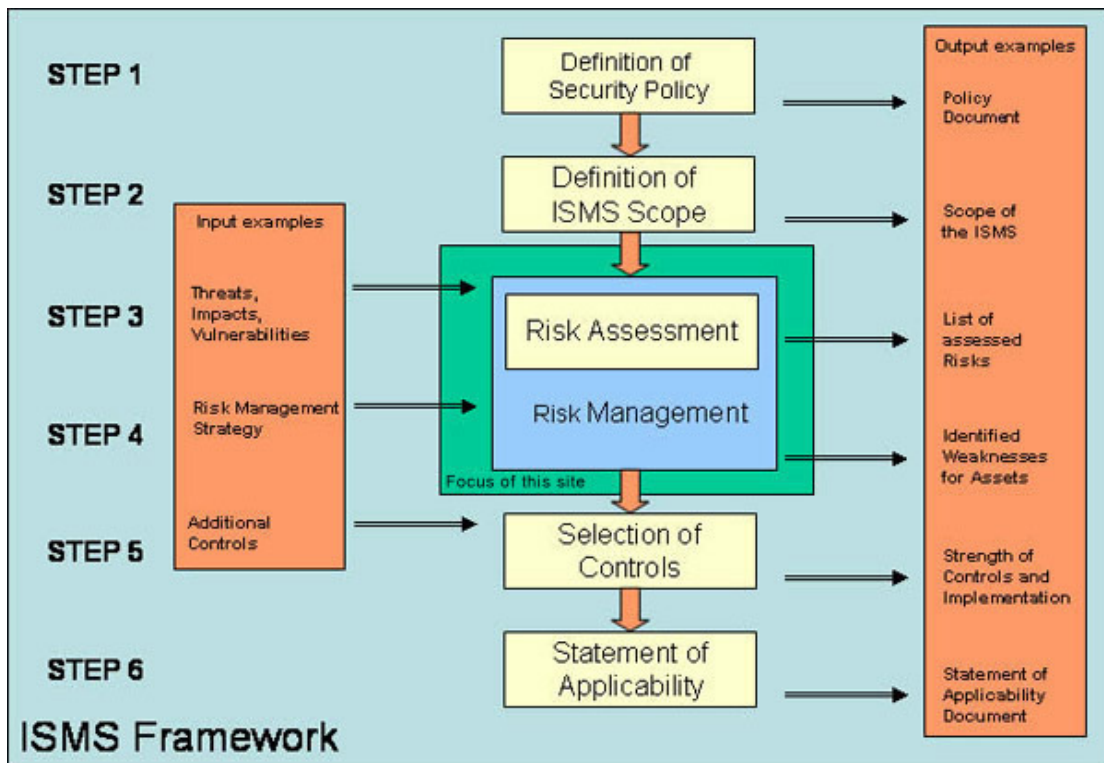 STEP 1
Definition of
Security Policy
Output examples
Policy
Document
STEP 2
Definition of
ISMS Scope
Scope of
the ISMS
Input examples
STEP 3
Threats,
Impacts,
Vulnerabilities
Risk Assessment
List of
assessed
Risks
STEP 4
Risk Management
Strategy
Risk Management
Identified
Weaknesses
for Assets
Focus of this site
STEP 5
Additional
Controls
Selection of
Controls
Strength of
Controls and
Implementation
STEP 6
Statement of
Applicability
Statement of
Applicability
Document
ISMS Framework